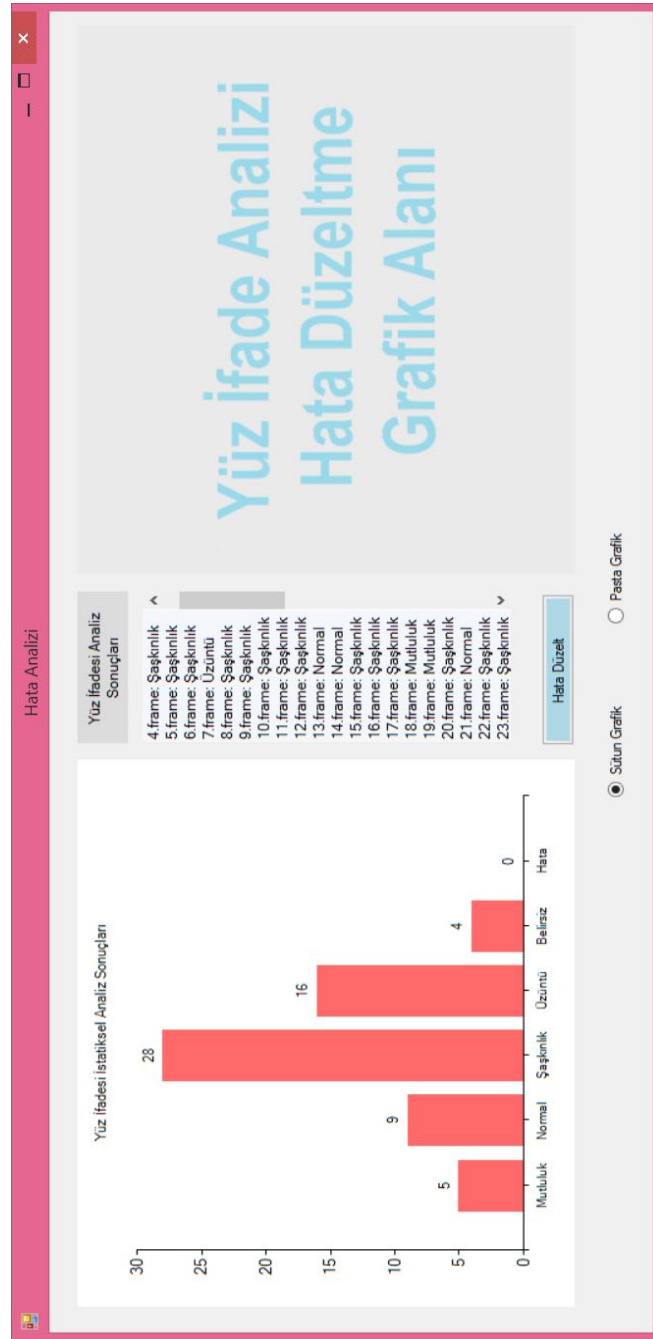 Hata Analizi
Yüz İfadesi İstatiksel Analiz Sonuçları
30
25
20
15
10
5
0
5
9
28
16
4
0
Mutluluk
Normal
Şaşkınlık
Üzüntü
Belirsiz
Hata
Yüz İfadesi Analiz
Sonuçları
4.frame: Şaşkınlık
5.frame: Şaşkınlık
6.frame: Şaşkınlık
7.frame: Üzüntü
8.frame: Şaşkınlık
9.frame: Şaşkınlık
10.frame: Şaşkınlık
11.frame: Şaşkınlık
12.frame: Şaşkınlık
13.frame: Normal
14.frame: Normal
15.frame: Şaşkınlık
16.frame: Şaşkınlık
17.frame: Şaşkınlık
18.frame: Mutluluk
19.frame: Mutluluk
20.frame: Şaşkınlık
21.frame: Normal
22.frame: Şaşkınlık
23.frame: Şaşkınlık
Hata Düzelt
Yüz İfade Analizi
Hata Düzeltme
Grafik Alanı
Sütun Grafik
Pasta Grafik